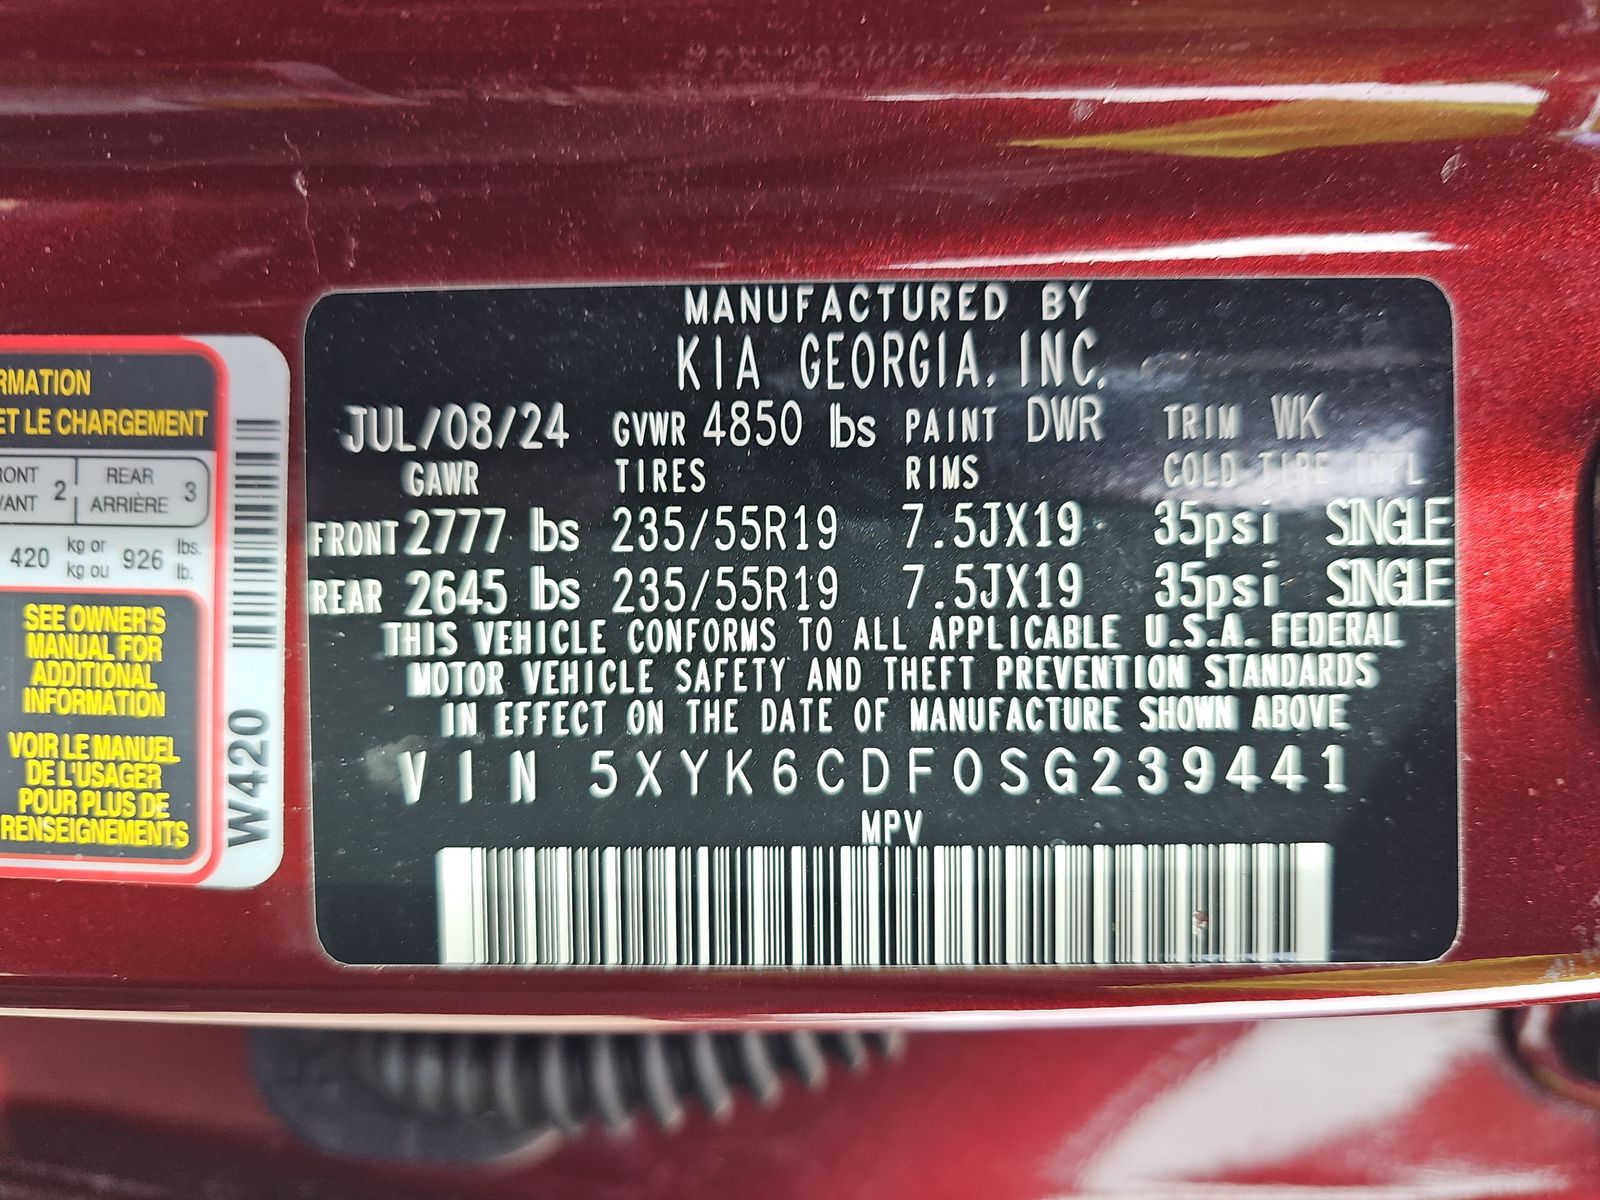 MANUFACTURED BY
KIA GEORGIA, INC.
JUL/08/24 GVWR 4850 lbs PAINT DWR TRIM WK
GAWR TIRES RIMS COLD TIRE INFL
FRONT 2777 lbs 235/55R19 7.5JX19 35psi SINGLE
REAR 2645 lbs 235/55R19 7.5JX19 35psi SINGLE
THIS VEHICLE CONFORMS TO ALL APPLICABLE U.S.A. FEDERAL
MOTOR VEHICLE SAFETY AND THEFT PREVENTION STANDARDS
IN EFFECT ON THE DATE OF MANUFACTURE SHOWN ABOVE
VIN 5XYK6CDF0SG239441
MPV
RMATION
ET LE CHARGEMENT
RONT 2 REAR 3
VANT ARRIÈRE
420 kg or 926 lbs.
kg ou lb.
SEE OWNER'S
MANUAL FOR
ADDITIONAL
INFORMATION
VOIR LE MANUEL
DE L'USAGER
POUR PLUS DE
RENSEIGNEMENTS
W420